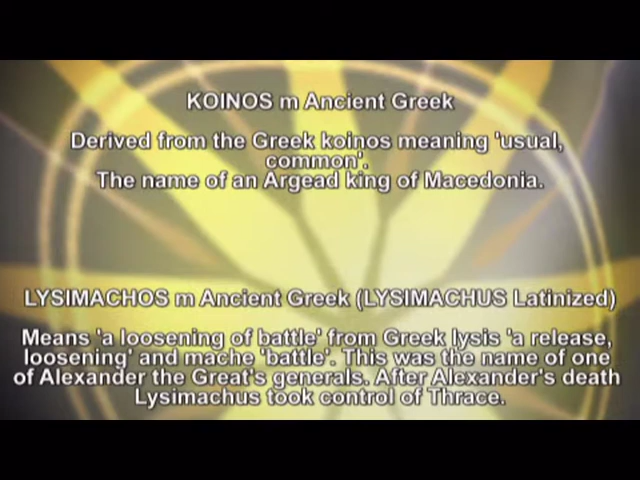 KOINOS m Ancient Greek
Derived from the Greek koinos meaning 'usual,
common'.
The name of an Argead king of Macedonia.
LYSIMACHOS m Ancient Greek (LYSIMACHUS Latinized)
Means 'a loosening of battle' from Greek lysis 'a release,
loosening' and mache 'battle'. This was the name of one
of Alexander the Great's generals. After Alexander's death
Lysimachus took control of Thrace.